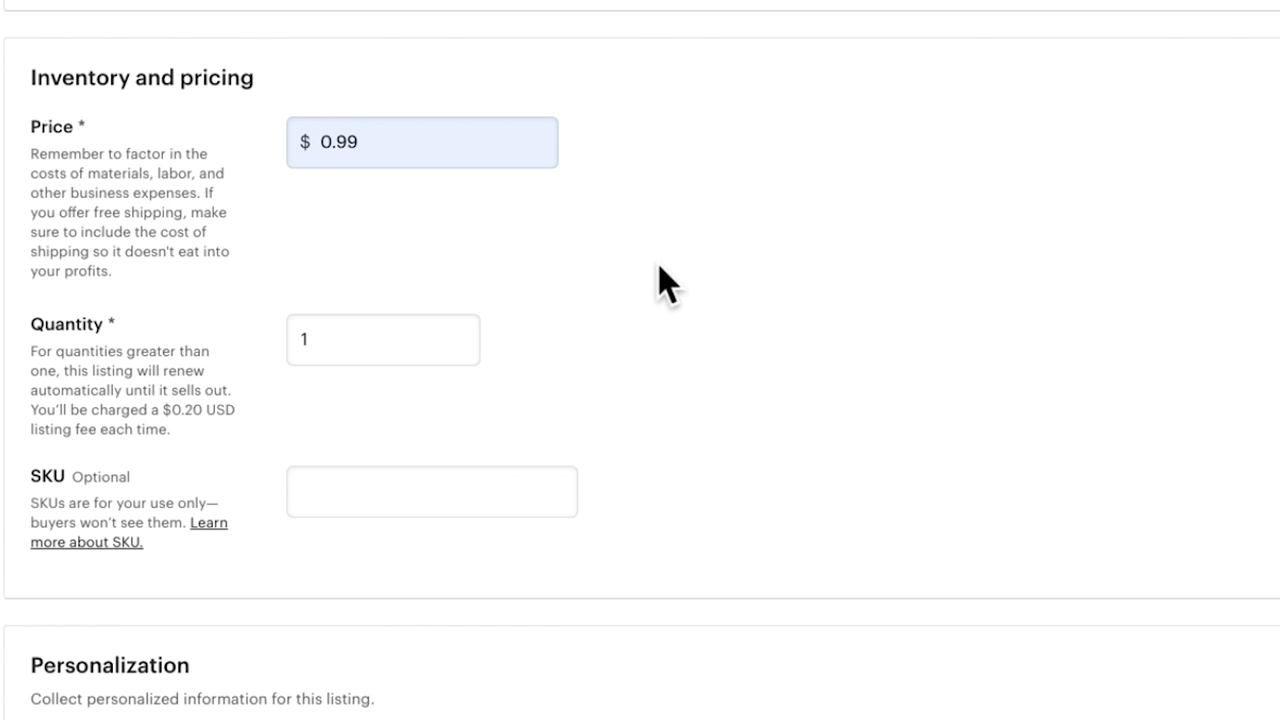 Inventory and pricing
Price *
$ 0.99
Remember to factor in the
costs of materials, labor, and
other business expenses. If
you offer free shipping, make
sure to include the cost of
shipping so it doesn't eat into
your profits.
Quantity *
1
For quantities greater than
one, this listing will renew
automatically until it sells out.
You’ll be charged a $0.20 USD
listing fee each time.
SKU Optional
SKUs are for your use only—
buyers won’t see them. Learn
more about SKU.
Personalization
Collect personalized information for this listing.